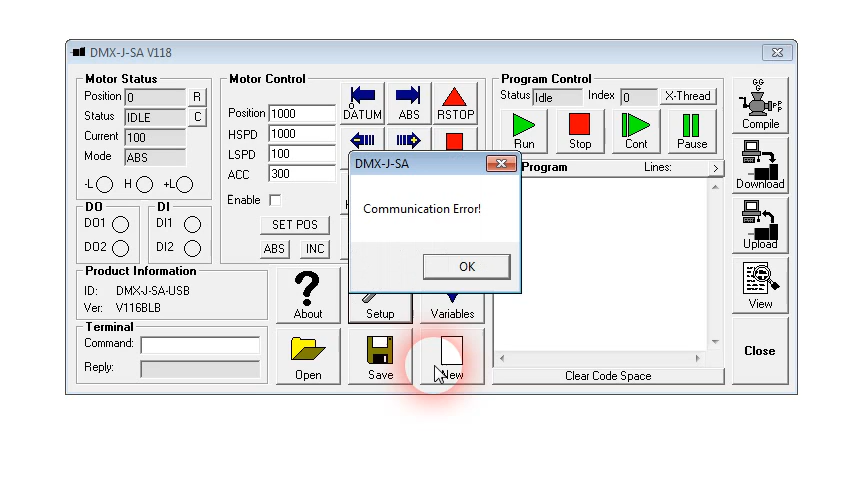 DMX-J-SA V118
Motor Status
Position 0 R
Status IDLE C
Current 100
Mode ABS
-L H +L
DO
DO1
DO2
DI
DI1
DI2
Product Information
ID: DMX-J-SA-USB
Ver: V116BLB
Terminal
Command:
Reply:
Motor Control
Position 1000
HSPD 1000
LSPD 100
ACC 300
Enable
SET POS
ABS INC
DATUM ABS RSTOP
DMX-J-SA
Communication Error!
OK
About Setup Variables
Open Save New
Program Control
Status Idle Index 0 X-Thread
Run Stop Cont Pause
Program Lines: >
Clear Code Space
Compile
Download
Upload
View
Close